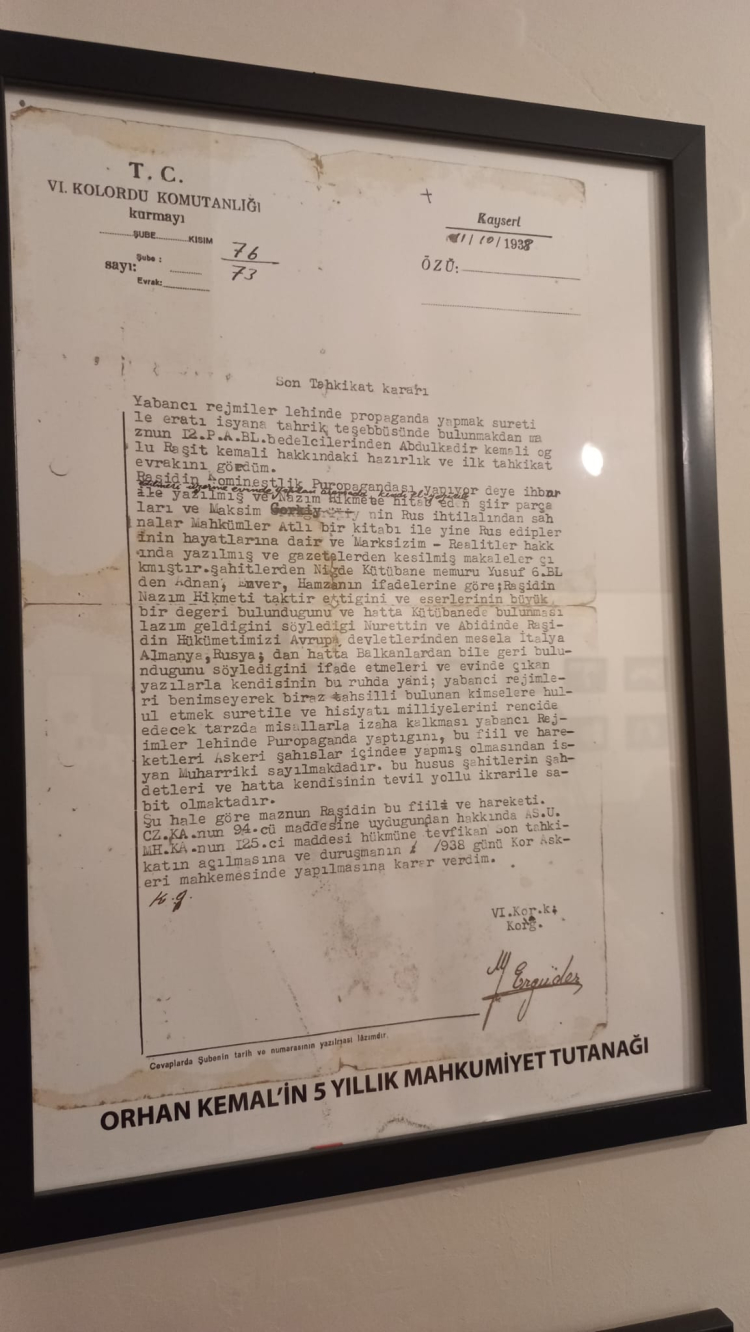 T. C.
VI. KOLORDU KOMUTANLIĞI
kurmayı
ŞUBE KISIM
Şube :
sayı:
Evrak:
76
73
Kayseri
/10/1938
ÖZÜ:
Son Tahkikat kararı
Yabancı rejmiler lehinde propaganda yapmak sureti
le eratı isyana tahrik teşebbüsünde bulunmakdan ma
znun I2.P.A.BL.bedelcilerinden Abdulkadir kemali og
lu Raşit kemali hakkındaki hazırlık ve ilk tahkikat
evrakını gördüm.
Raşidin Kominestlik Puropagandası yapıyor deye ihbar
ile yazılmış ve Nazım Hikmete hitab eden şiir parça
ları ve Maksim Gorkiy nin Rus ihtilalından sah
nalar Mahkümler Atlı bir kitabı ile yine Rus edipler
inin hayatlarına dair ve Marksizim - Realitler hakk
ında yazılmış ve gazetelerden kesilmiş makaleler çı
kmıştır.şahitlerden Niğde Kütübane memuru Yusuf 6.BL
den Adnan, Enver, Hamzanın ifadelerine göre;Raşidin
Nazım Hikmeti taktir ettigini ve eserlerinin büyük
bir degeri bulundugunu ve hatta Kütübanede bulunması
lazım geldigini söyledigi Nurettin ve Abidinde Raşi-
din Hükümetimizi Avrupa devletlerinden mesela italya
Almanya,Rusya; dan hatta Balkanlardan bile geri bulu-
ndugunu söyledigini ifade etmeleri ve evinde çıkan
yazılarla kendisinin bu ruhda yani; yabanci rejimle-
ri benimseyerek biraz tahsilli bulunan kimselere hul-
ul etmek suretile ve hisiyatı milliyelerini rencide
edecek tarzda misallarla izaha kalkması yabancı Rej-
imler lehinde Puropaganda yaptıgını, bu fiil ve hare-
ketleri Askeri şahıslar içinden yapmış olmasından is-
yan Muharriki sayılmakdadır. bu husus şahitlerin şah-
detleri ve hatta kendisinin tevil yollu ikrarile sa-
bit olmaktadır.
Şu hale göre maznun Raşidin bu fiili ve hareketi.
CZ.KA.nun 94.cü maddesine uydugundan hakkında AS.U.
MH.KA.nun I25.ci maddesi hükmüne tevfikan Son tahki-
katın açılmasına ve duruşmanın /938 günü Kor Ask-
eri mahkemesinde yapılmasına karar verdim.
K.g.
VI.Kor.k.
Korg.
M Ergüder
Cevaplarda Şubenin tarih ve numarasının yazılması lâzımdır.
ORHAN KEMAL'İN 5 YILLIK MAHKUMİYET TUTANAĞI